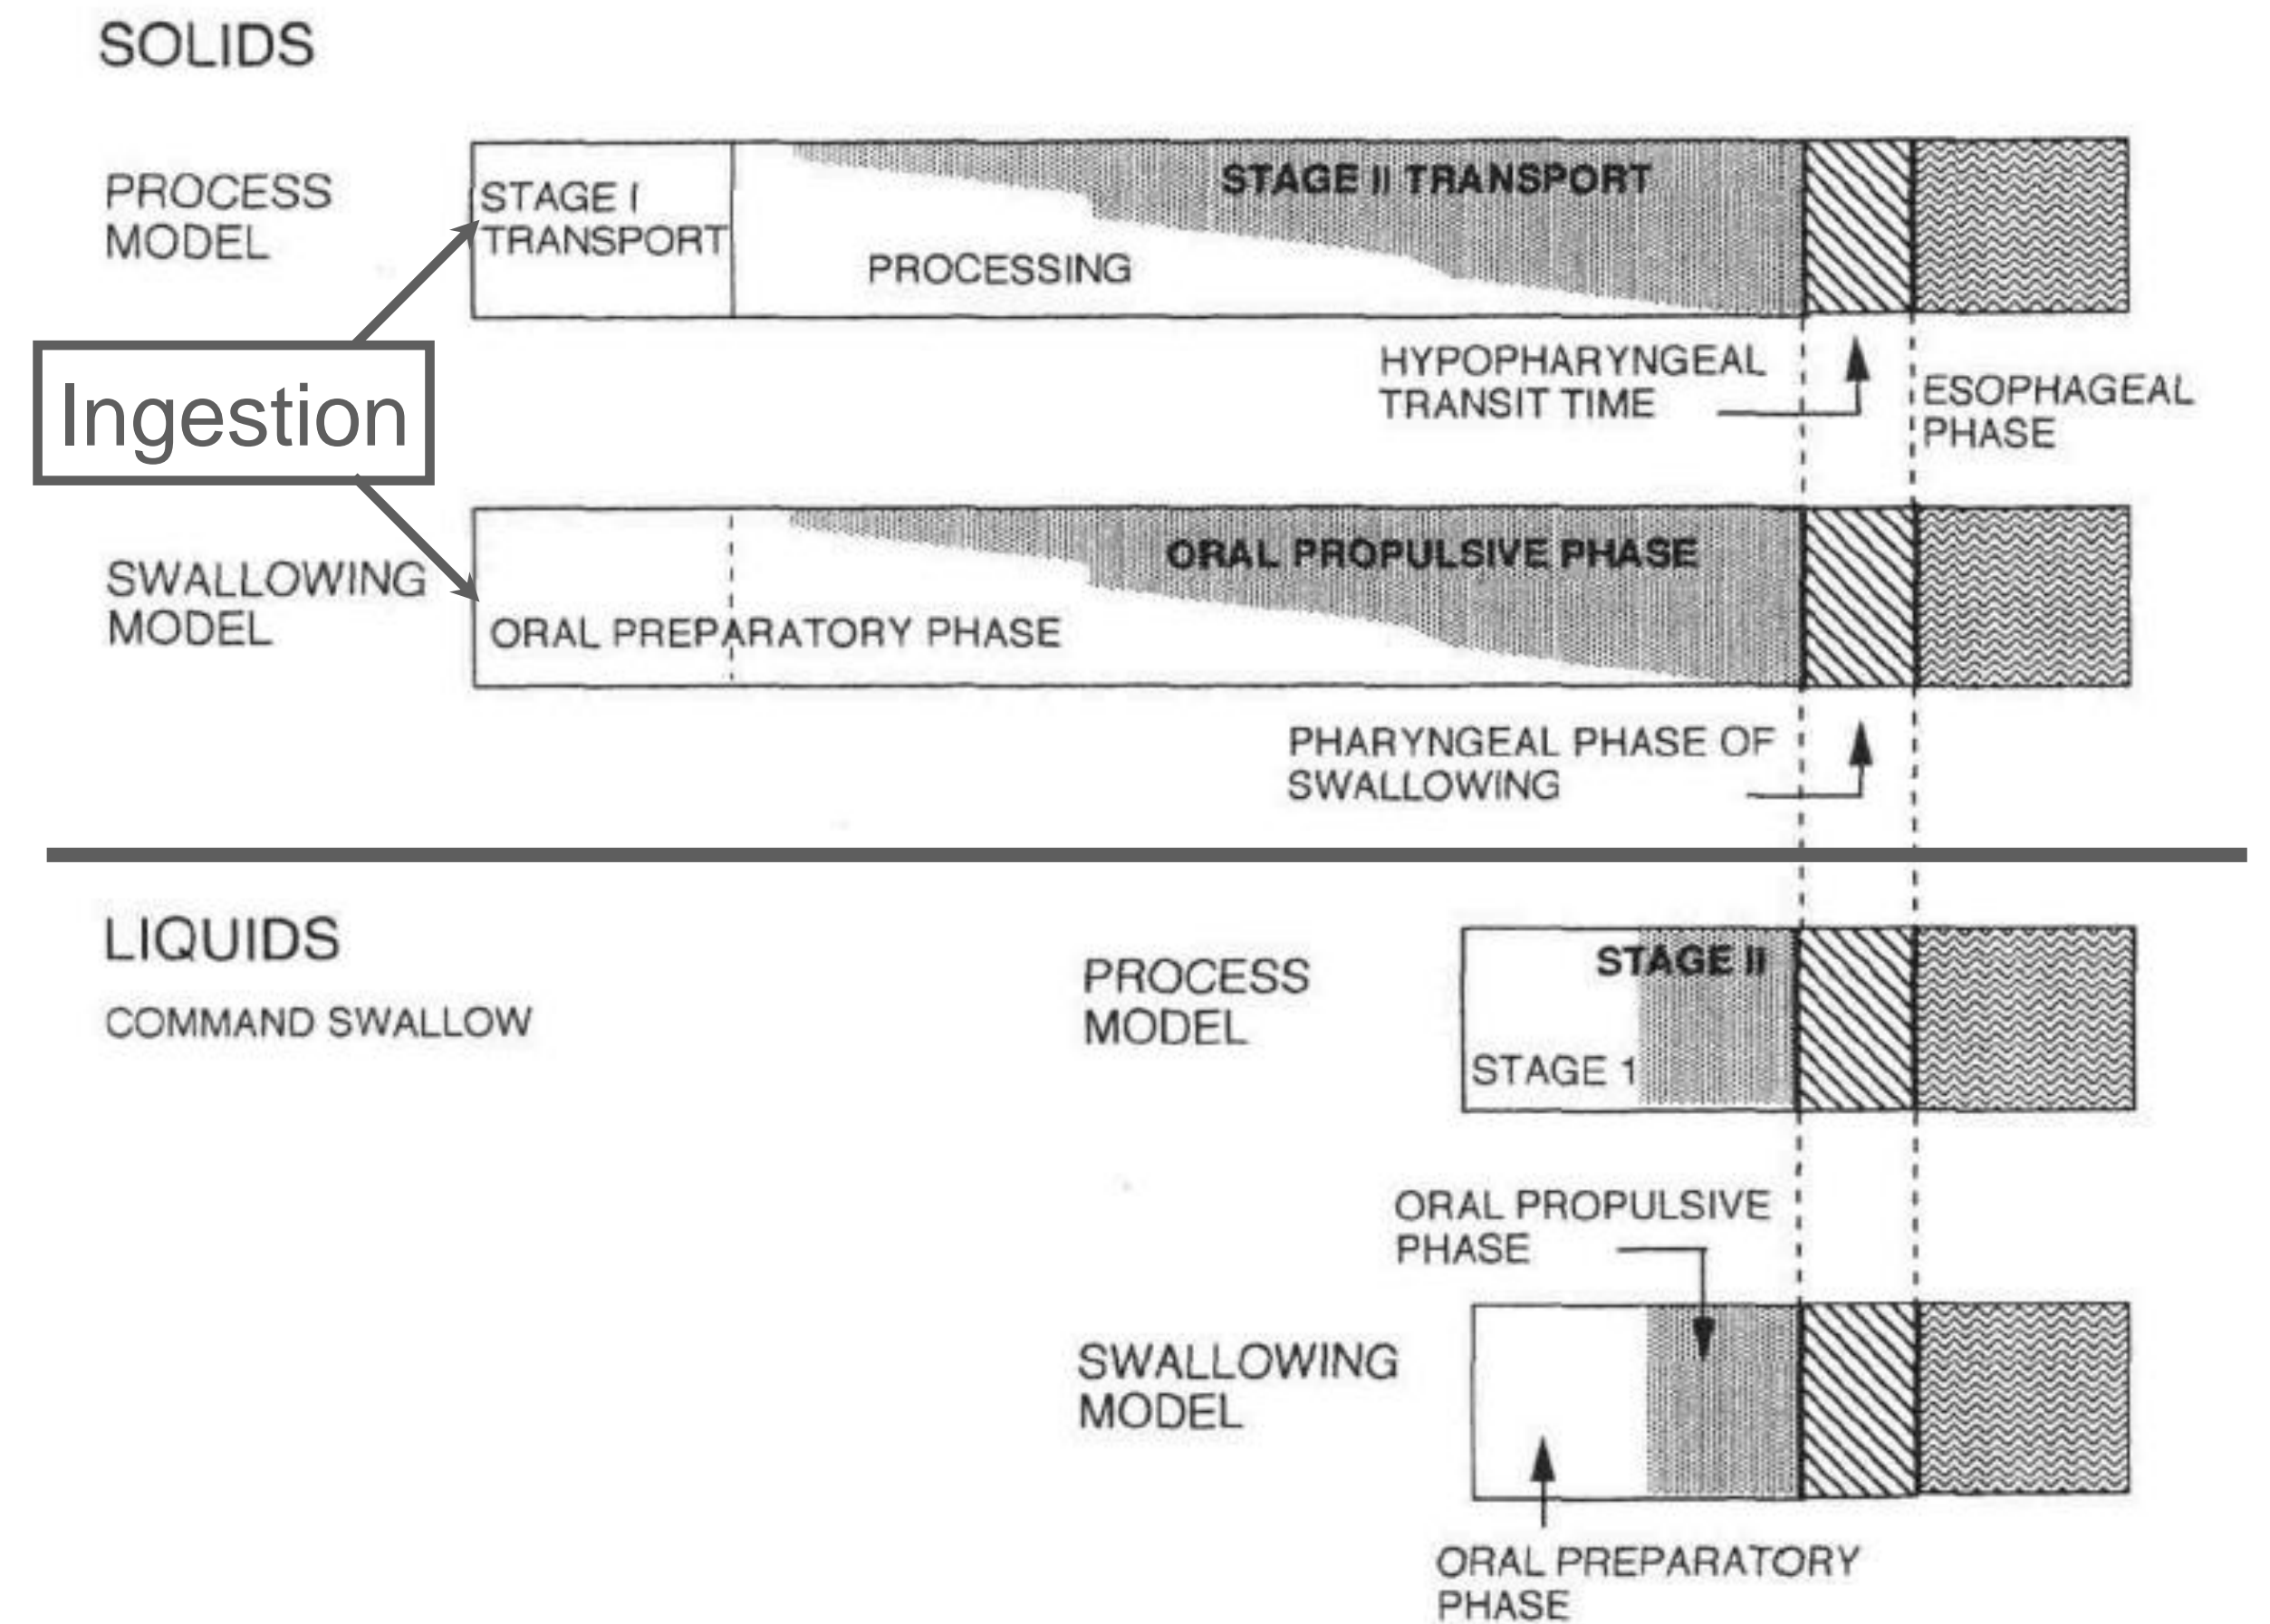 SOLIDS
PROCESS
MODEL
STAGE I
TRANSPORT
STAGE II TRANSPORT
PROCESSING
Ingestion
HYPOPHARYNGEAL
TRANSIT TIME
ESOPHAGEAL
PHASE
SWALLOWING
MODEL
ORAL PROPULSIVE PHASE
ORAL PREPARATORY PHASE
PHARYNGEAL PHASE OF
SWALLOWING
LIQUIDS
COMMAND SWALLOW
PROCESS
MODEL
STAGE II
STAGE 1
ORAL PROPULSIVE
PHASE
SWALLOWING
MODEL
ORAL PREPARATORY
PHASE